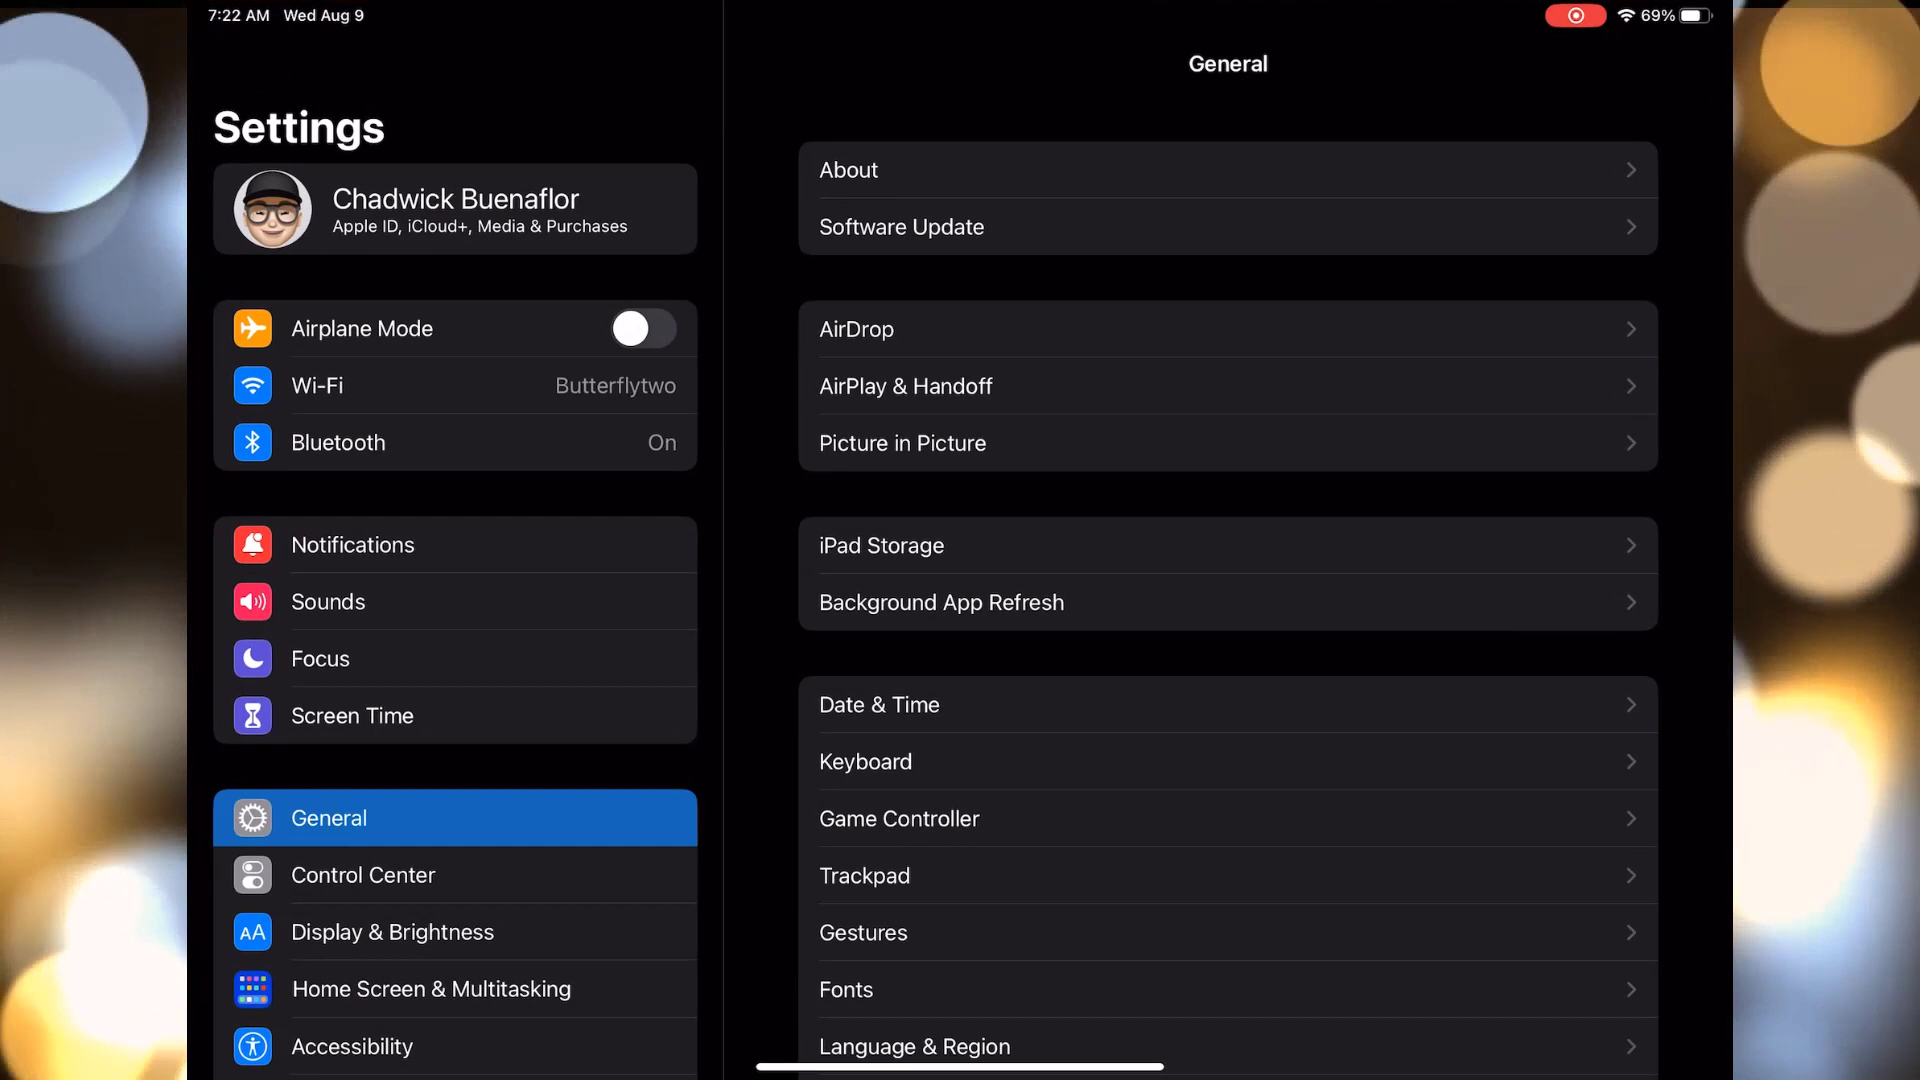 7:22 AM Wed Aug 9
69%
Settings
Chadwick Buenaflor
Apple ID, iCloud+, Media & Purchases
Airplane Mode
Wi-Fi Butterflytwo
Bluetooth On
Notifications
Sounds
Focus
Screen Time
General
Control Center
AA Display & Brightness
Home Screen & Multitasking
Accessibility
General
About
Software Update
AirDrop
AirPlay & Handoff
Picture in Picture
iPad Storage
Background App Refresh
Date & Time
Keyboard
Game Controller
Trackpad
Gestures
Fonts
Language & Region